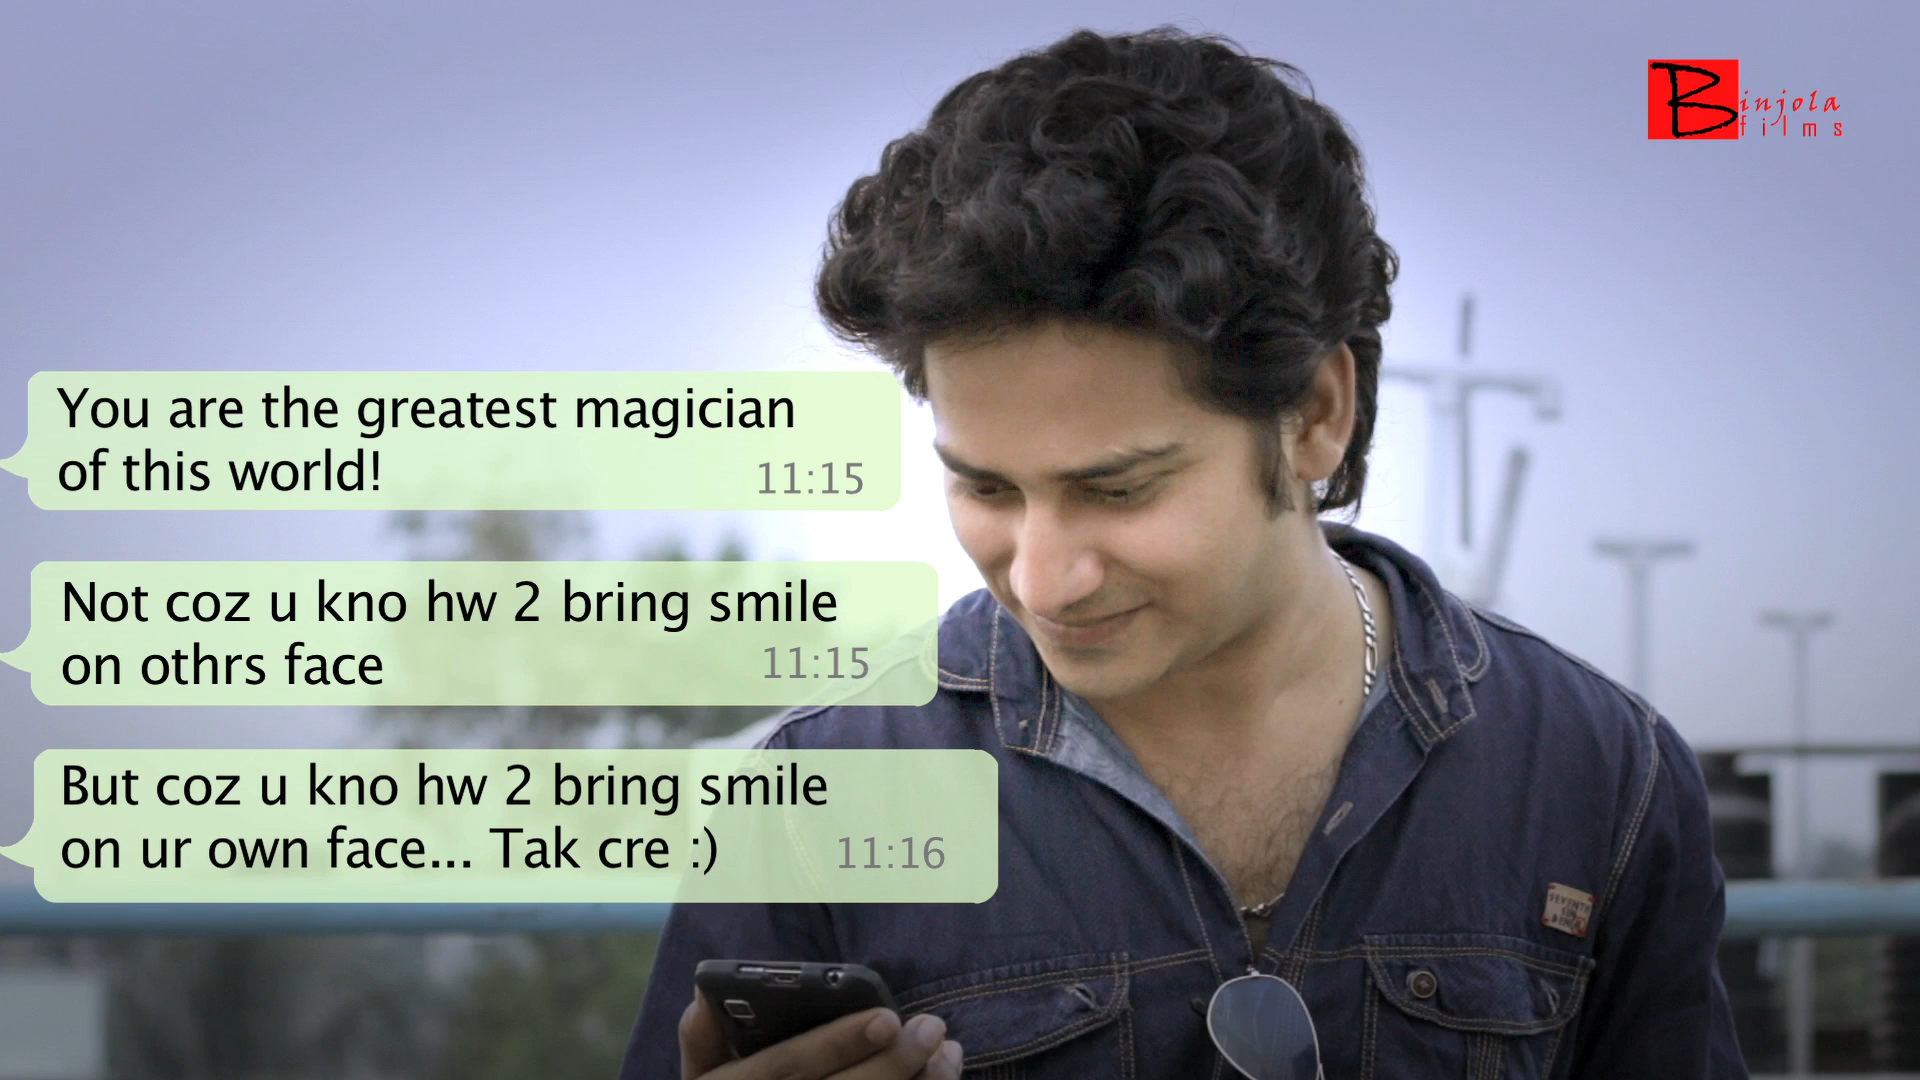 Binjola
films
You are the greatest magician
of this world!
11:15
Not coz u kno hw 2 bring smile
on othrs face
11:15
But coz u kno hw 2 bring smile
on ur own face... Tak cre :)
11:16